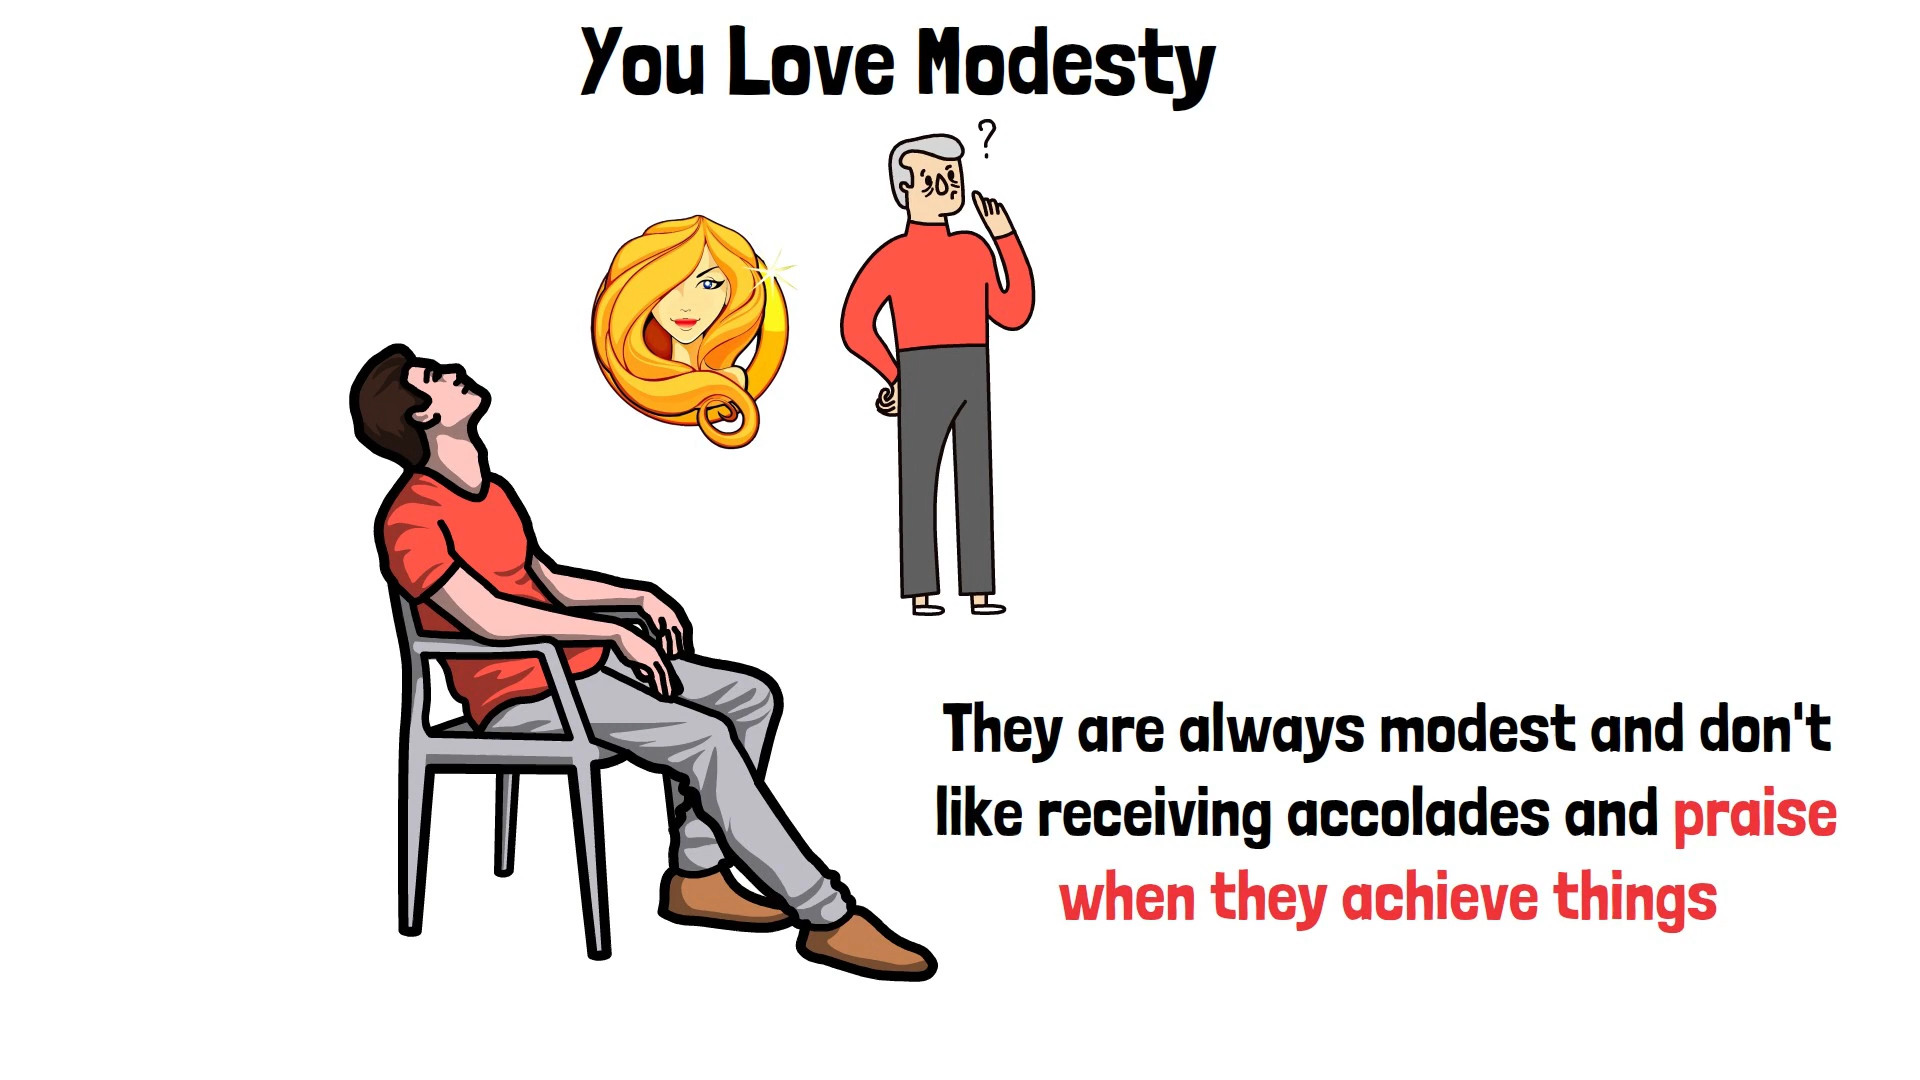 You Love Modesty
?
They are always modest and don't
like receiving accolades and praise
when they achieve things